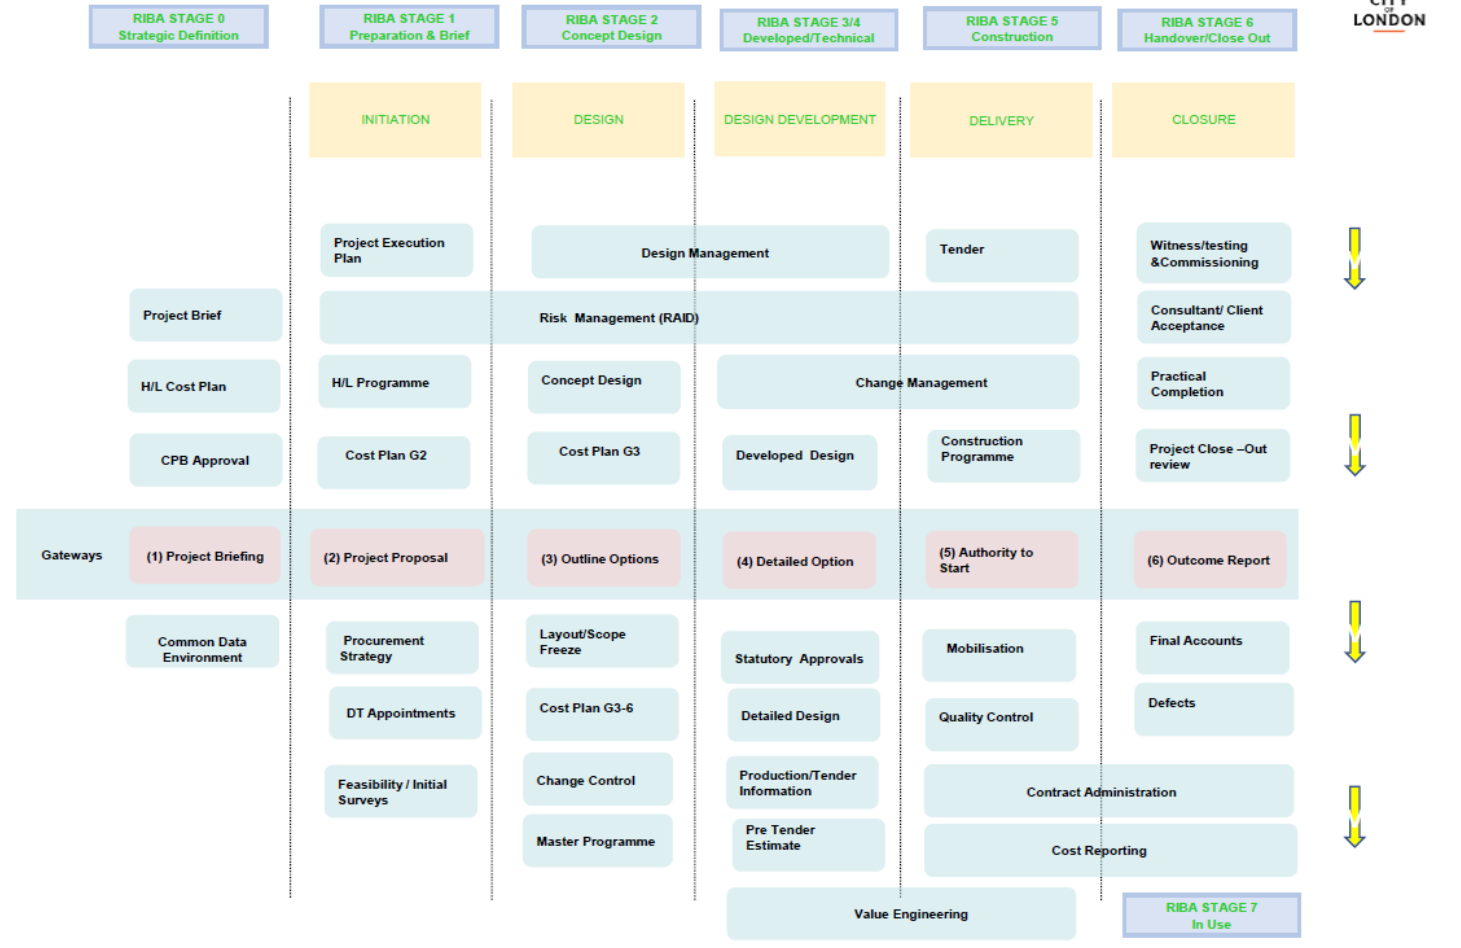 RIBA STAGE 0
Strategic Definition
RIBA STAGE 1
Preparation & Brief
RIBA STAGE 2
Concept Design
RIBA STAGE 3/4
Developed/Technical
RIBA STAGE 5
Construction
RIBA STAGE 6
Handover/Close Out
CITY
OF
LONDON
INITIATION
DESIGN
DESIGN DEVELOPMENT
DELIVERY
CLOSURE
Project Execution
Plan
Design Management
Tender
Witness/testing
&Commissioning
Project Brief
Risk Management (RAID)
Consultant/ Client
Acceptance
H/L Cost Plan
H/L Programme
Concept Design
Change Management
Practical
Completion
CPB Approval
Cost Plan G2
Cost Plan G3
Developed Design
Construction
Programme
Project Close –Out
review
Gateways
(1) Project Briefing
(2) Project Proposal
(3) Outline Options
(4) Detailed Option
(5) Authority to
Start
(6) Outcome Report
Common Data
Environment
Procurement
Strategy
Layout/Scope
Freeze
Statutory Approvals
Mobilisation
Final Accounts
DT Appointments
Cost Plan G3-6
Detailed Design
Quality Control
Defects
Feasibility / Initial
Surveys
Change Control
Production/Tender
Information
Contract Administration
Master Programme
Pre Tender
Estimate
Cost Reporting
Value Engineering
RIBA STAGE 7
In Use